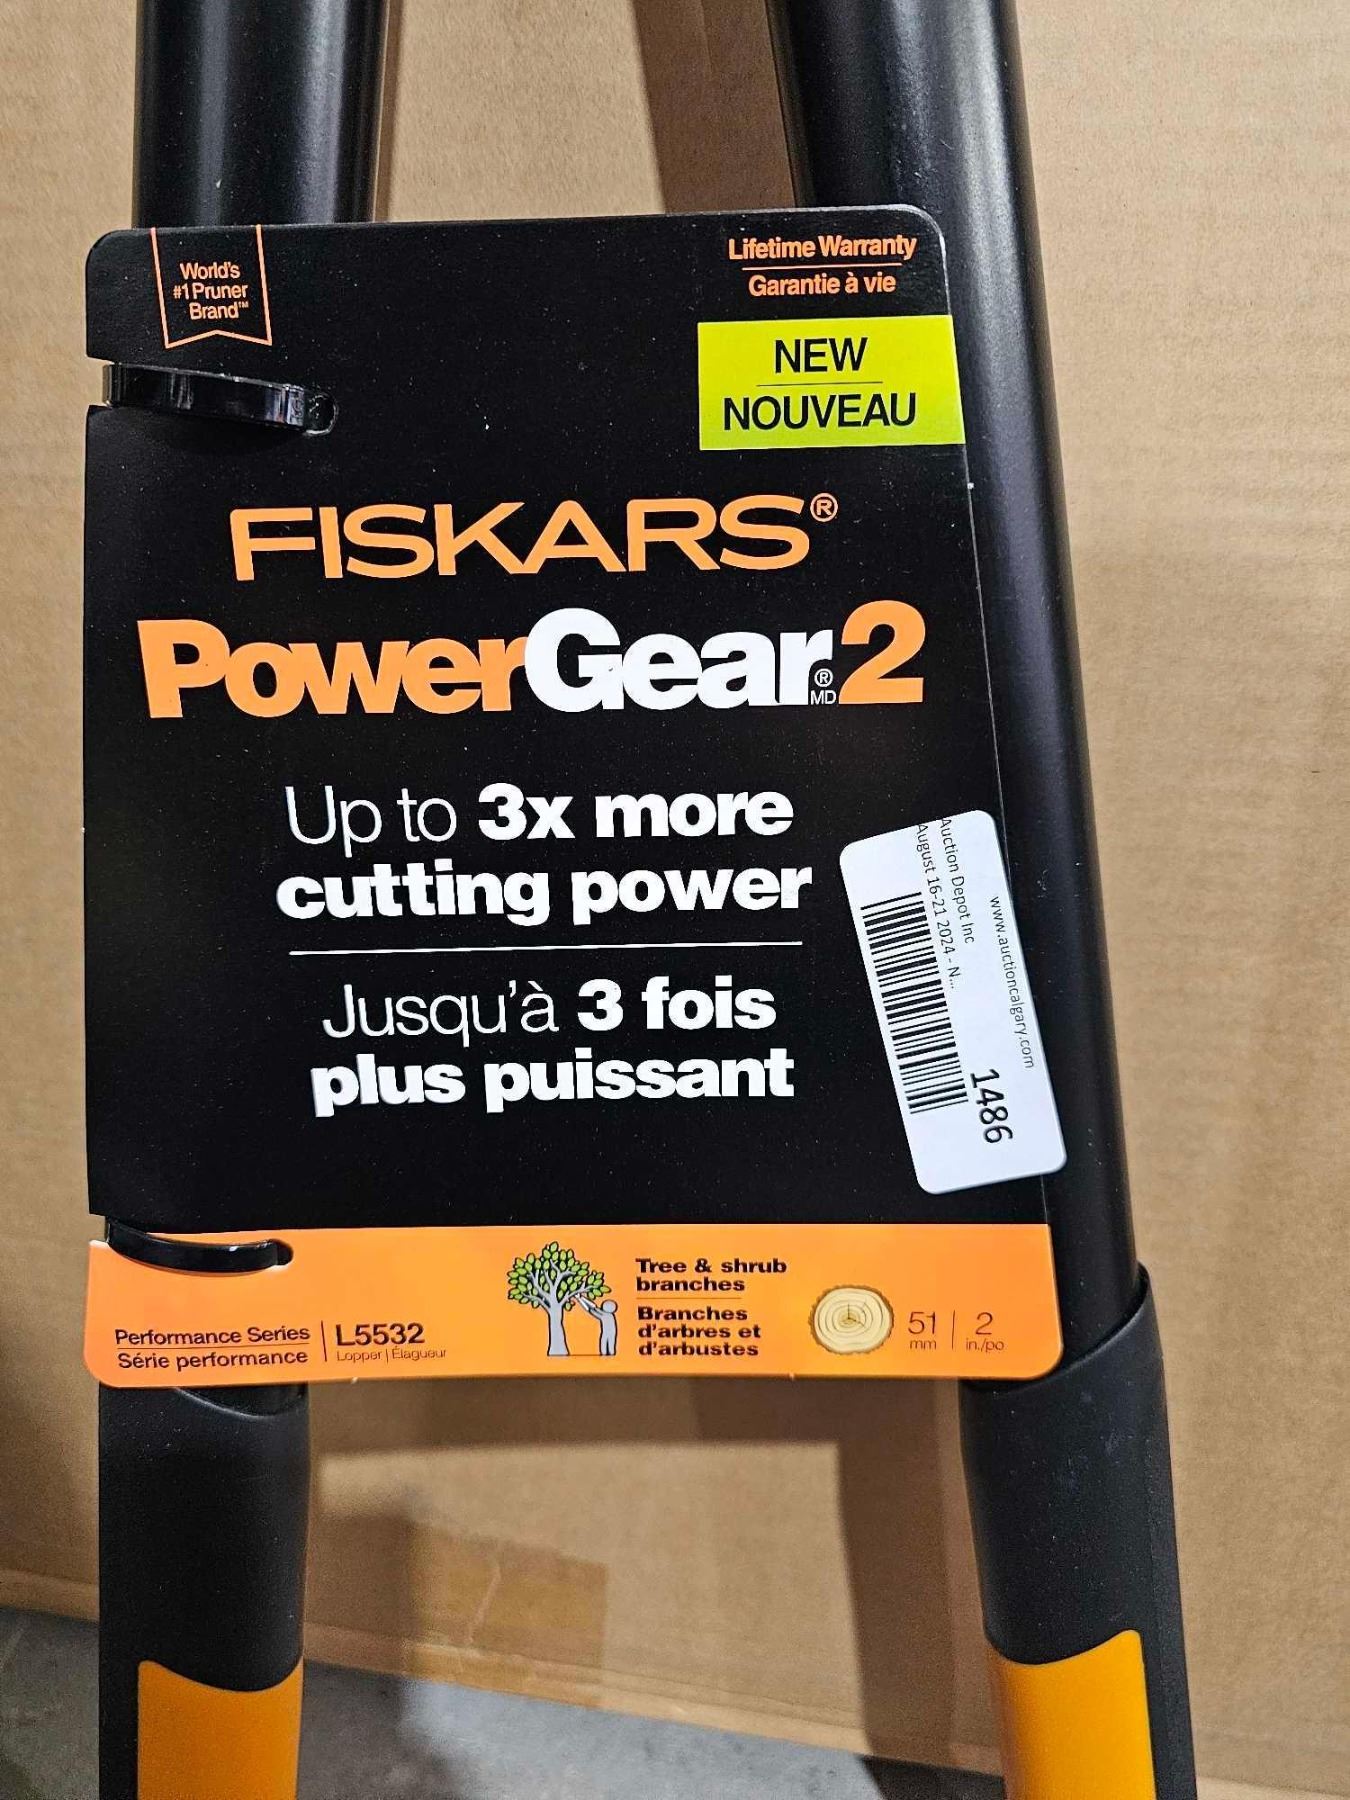 World's
#1 Pruner
Brand™
Lifetime Warranty
Garantie à vie
NEW
NOUVEAU
FISKARS®
PowerGear®2
MD
Up to 3x more
cutting power
Jusqu'à 3 fois
plus puissant
Auction Depot Inc
August 16-21 2024 - N...
www.auctioncalgary.com
1486
Performance Series
Série performance
L5532
Lopper | Élagueur
Tree & shrub
branches
Branches
d'arbres et
d'arbustes
51 | 2
mm in./po